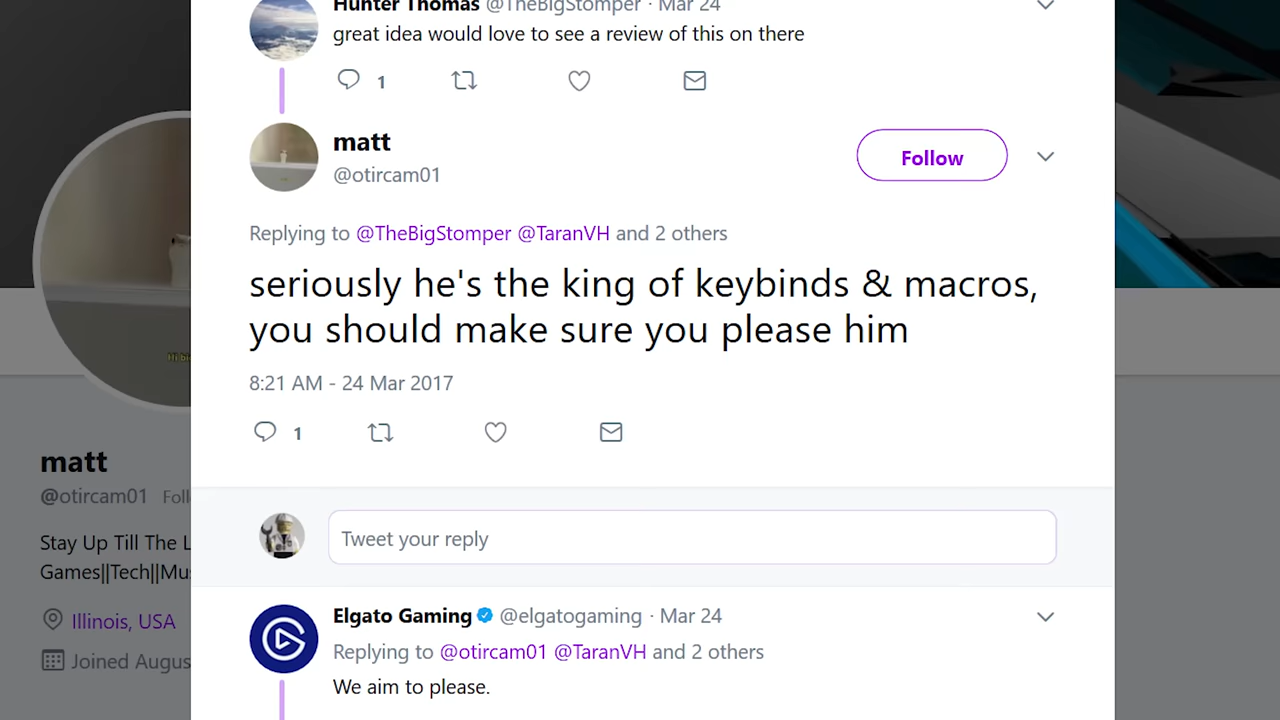 Hunter Thomas @TheBigStomper · Mar 24
great idea would love to see a review of this on there
1
matt
@otircam01
Follow
Replying to @TheBigStomper @TaranVH and 2 others
seriously he's the king of keybinds & macros,
you should make sure you please him
8:21 AM - 24 Mar 2017
1
Tweet your reply
Elgato Gaming @elgatogaming · Mar 24
Replying to @otircam01 @TaranVH and 2 others
We aim to please.
matt
@otircam01 Foll
Stay Up Till The L
Games||Tech||Mus
Illinois, USA
Joined Augus